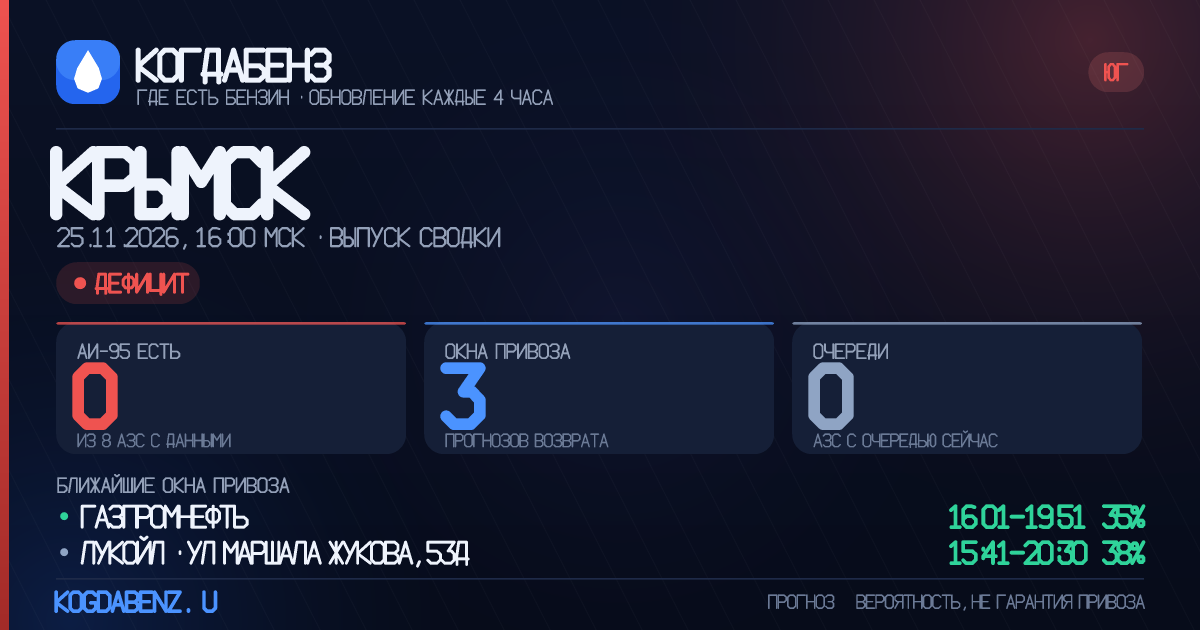 КОГДАБЕНЗ
ГДЕ ЕСТЬ БЕНЗИН · ОБНОВЛЕНИЕ КАЖДЫЕ 4 ЧАСА
ЮГ
КРЫМСК
25.11.2026, 16:00 МСК · ВЫПУСК СВОДКИ
ДЕФИЦИТ
АИ-95 ЕСТЬ
0
ИЗ 8 АЗС С ДАННЫМИ
ОКНА ПРИВОЗА
3
ПРОГНОЗОВ ВОЗВРАТА
ОЧЕРЕДИ
0
АЗС С ОЧЕРЕДЬЮ СЕЙЧАС
БЛИЖАЙШИЕ ОКНА ПРИВОЗА
• ГАЗПРОМНЕФТЬ 16 01–19 51 35%
• ЛУКОЙЛ · УЛ МАРШАЛА ЖУКОВА, 53Д 15:41–20:30 38%
KOGDABENZ. U
ПРОГНОЗ ВЕРОЯТНОСТЬ, НЕ ГАРАНТИЯ ПРИВОЗА